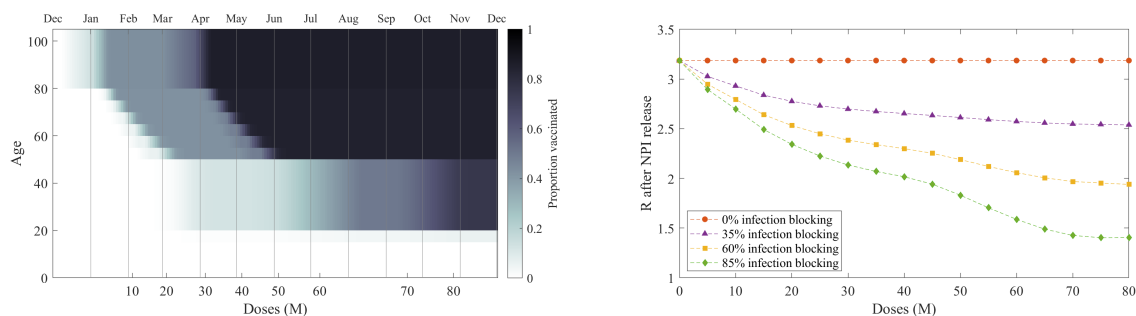 Dec Jan Feb Mar Apr May Jun Jul Aug Sep Oct Nov Dec
100
80
60
40
20
0
Age
10 20 30 40 50 60 70 80
Doses (M)
1
0.8
0.6
0.4
0.2
0
Proportion vaccinated
3.5
3
2.5
2
1.5
1
R after NPI release
0% infection blocking
35% infection blocking
60% infection blocking
85% infection blocking
0 10 20 30 40 50 60 70 80
Doses (M)